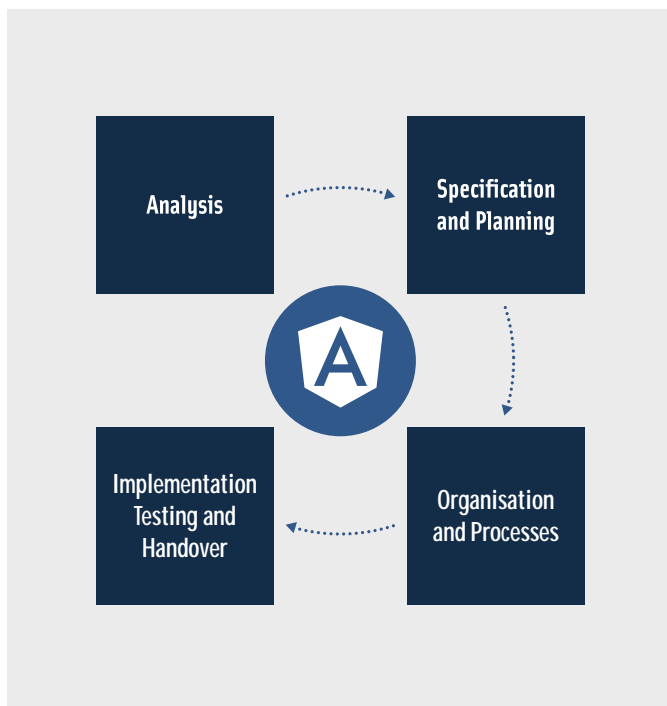 Analysis
Specification
and Planning
A
Implementation
Testing and
Handover
Organisation
and Processes